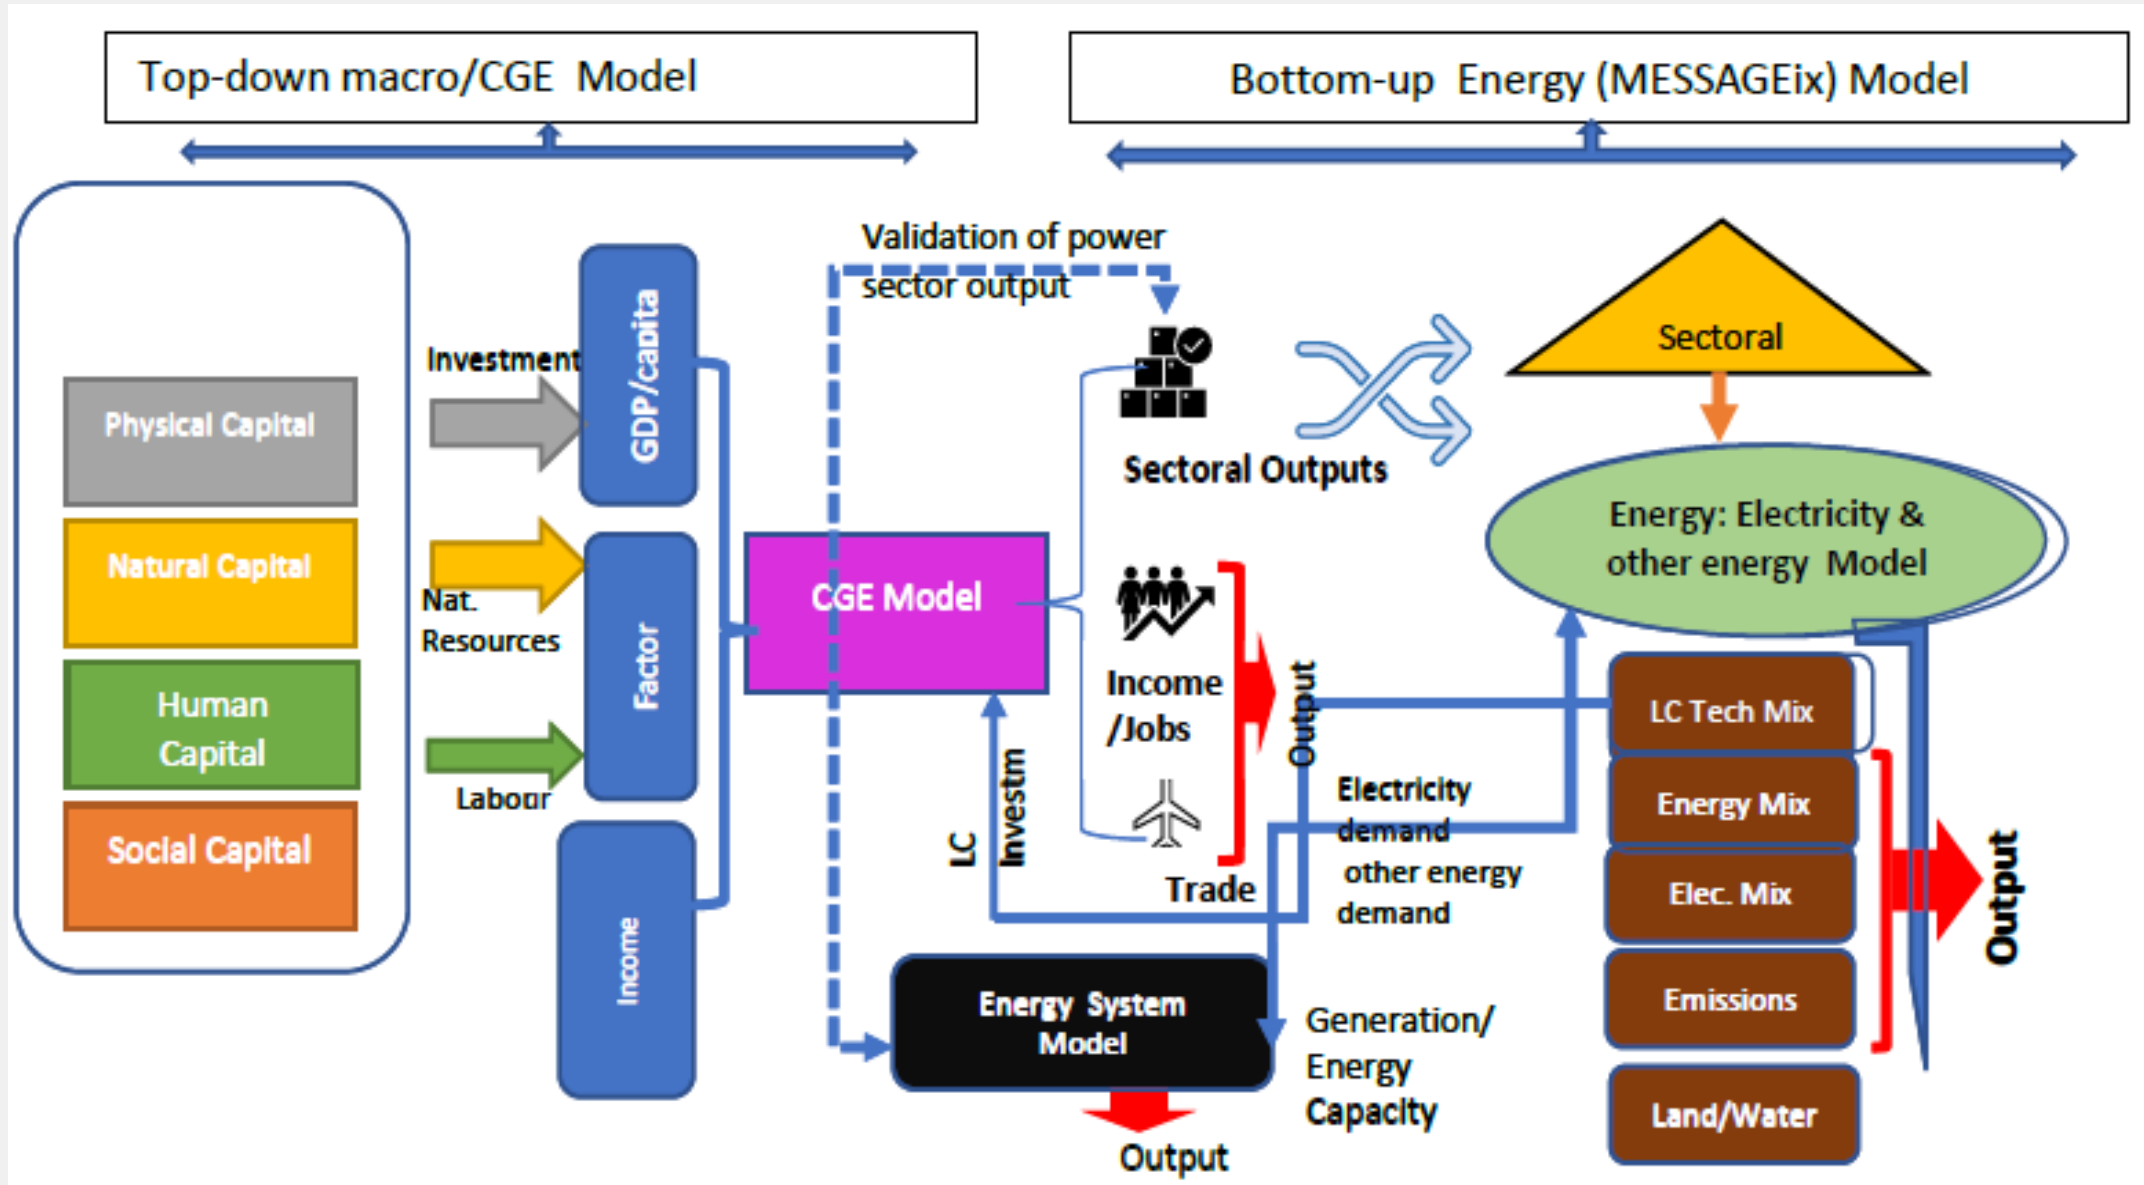 Top-down macro/CGE Model
Bottom-up Energy (MESSAGEix) Model
Physical Capital
Natural Capital
Human
Capital
Social Capital
Investment
Nat.
Resources
Labour
GDP/capita
Factor
Income
CGE Model
Validation of power
sector output
Sectoral Outputs
Income
/Jobs
Trade
Output
LC
Investm
Energy System
Model
Output
Electricity
demand
other energy
demand
Generation/
Energy
Capacity
Sectoral
Energy: Electricity &
other energy Model
LC Tech Mix
Energy Mix
Elec. Mix
Emissions
Land/Water
Output